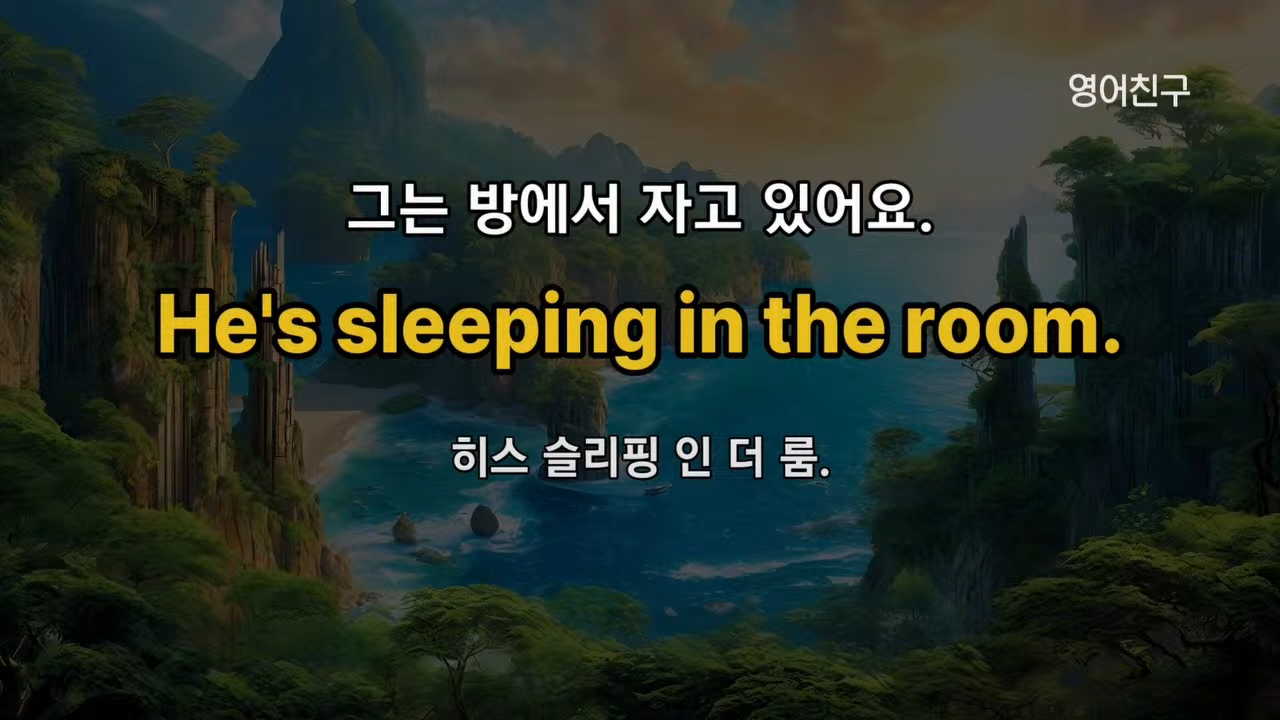 영어친구
그는 방에서 자고 있어요.
He's sleeping in the room.
히스 슬리핑 인 더 룸.